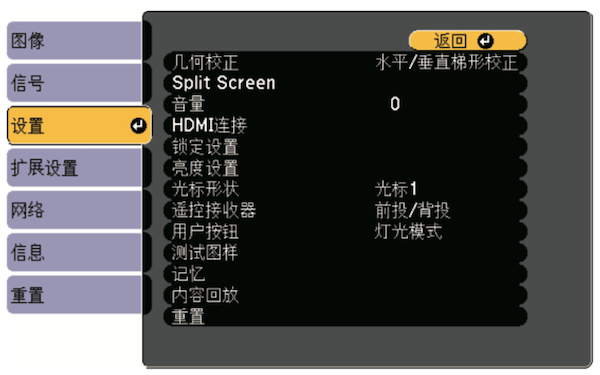 图像
信号
设置
扩展设置
网络
信息
重置
返回
几何校正 水平/垂直梯形校正
Split Screen
音量 0
HDMI连接
锁定设置
亮度设置
光标形状 光标1
遥控接收器 前投/背投
用户按钮 灯光模式
测试图样
记忆
内容回放
重置